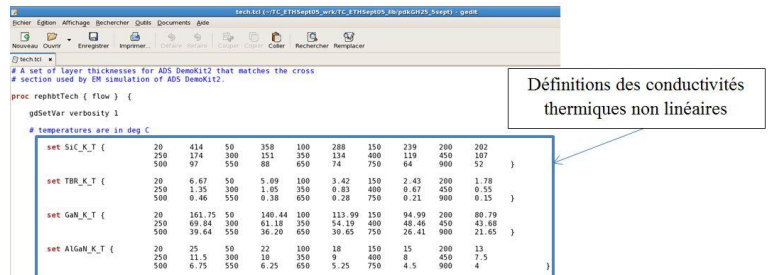 tech.tcl (~/TC_ETHSept05_wrk/TC_ETHSept05_lib/pdkGH25_5sept) - gedit
Fichier Édition Affichage Rechercher Outils Documents Aide
Nouveau Ouvrir Enregistrer Imprimer... Défaire Refaire Couper Copier Coller Rechercher Remplacer
tech.tcl x
# A set of layer thicknesses for ADS DemoKit2 that matches the cross
# section used by EM simulation of ADS DemoKit2.
proc rephbtTech { flow } {
gdSetVar verbosity 1
# temperatures are in deg C
set SiC_K_T { 20 414 50 358 100 288 150 239 200 202
250 174 300 151 350 134 400 119 450 107
500 97 550 88 650 74 750 64 900 52 }
set TBR_K_T { 20 6.67 50 5.09 100 3.42 150 2.43 200 1.78
250 1.35 300 1.05 350 0.83 400 0.67 450 0.55
500 0.46 550 0.38 650 0.28 750 0.21 900 0.15 }
set GaN_K_T { 20 161.75 50 140.44 100 113.99 150 94.99 200 80.79
250 69.84 300 61.18 350 54.19 400 48.46 450 43.68
500 39.64 550 36.20 650 30.65 750 26.41 900 21.65 }
set AlGaN_K_T { 20 25 50 22 100 18 150 15 200 13
250 11.5 300 10 350 9 400 8 450 7.5
500 6.75 550 6.25 650 5.25 750 4.5 900 4 }
Définitions des conductivités
thermiques non linéaires